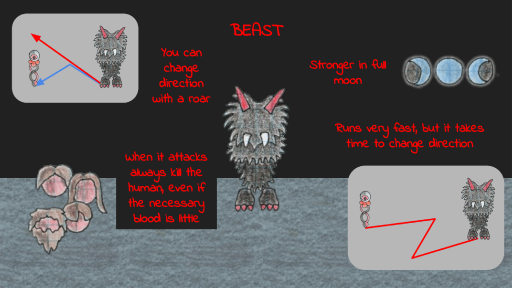 BEAST
You can
change
direction
with a roar
Stronger in full
moon
Runs very fast, but it takes
time to change direction
When it attacks
always kill the
human, even if
the necessary
blood is little